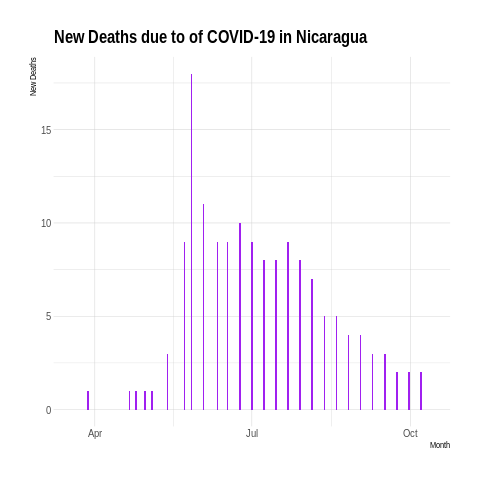 New Deaths due to of COVID-19 in Nicaragua
New Deaths
15
10
5
0
Apr
Jul
Oct
Month